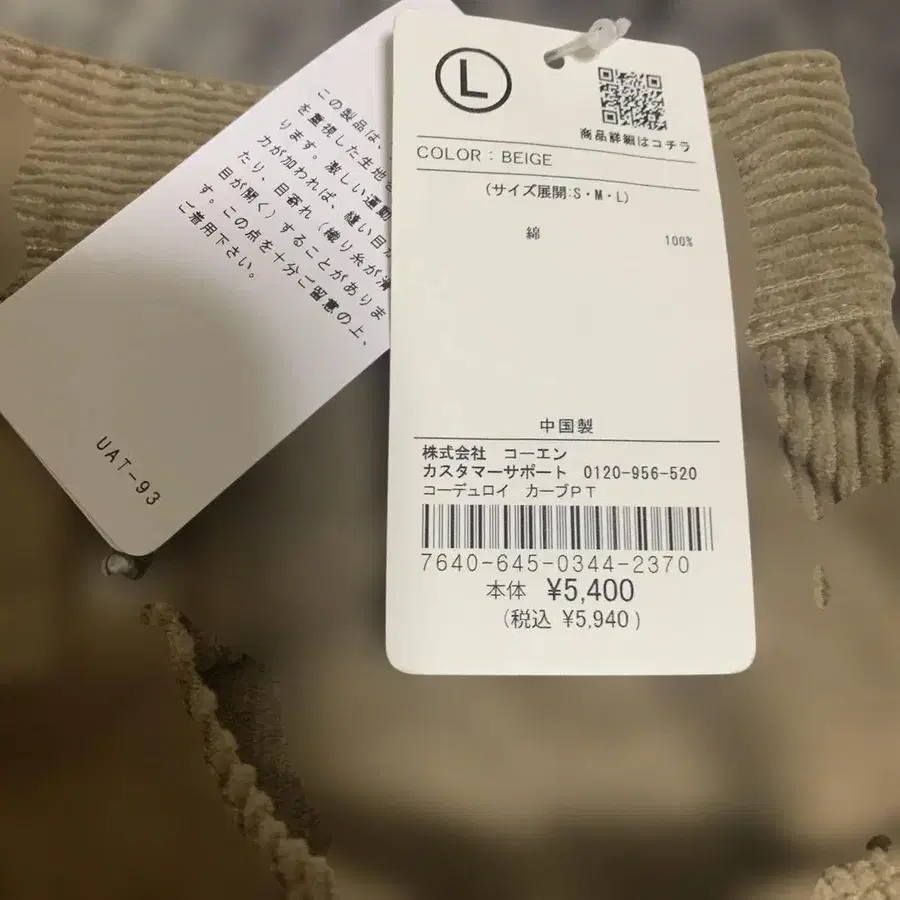 この製品は、
を重視した生地を
ります。激しい運動
力が加われば、縫い目が
たり、目寄れ（織り糸が滑
目が開く）することがありま
す。この点を十分ご留意の上、
ご着用下さい。
UAT-93
L
商品詳細はコチラ
COLOR：BEIGE
（サイズ展開:S・M・L）
綿 100%
中国製
株式会社 コーエン
カスタマーサポート 0120-956-520
コーデュロイ カーブPT
7640-645-0344-2370
本体 ¥5,400
(税込 ¥5,940)